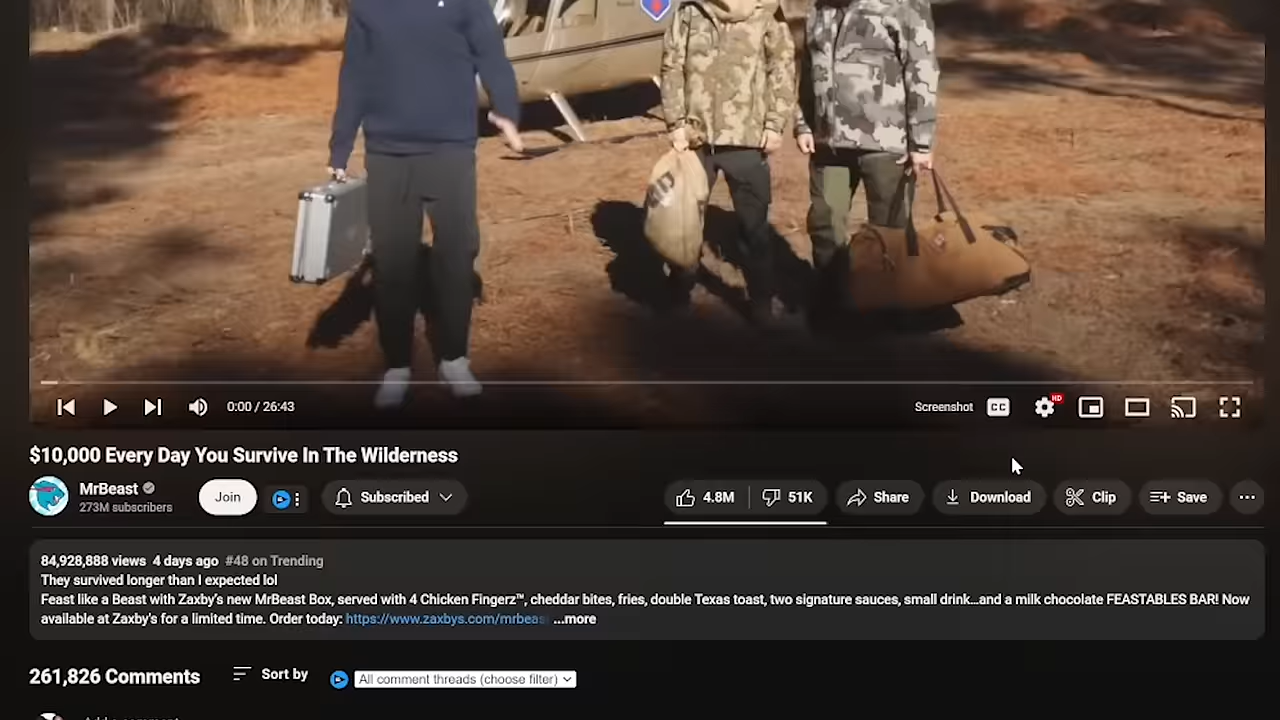 0:00 / 26:43
Screenshot
CC
HD
$10,000 Every Day You Survive In The Wilderness
MrBeast
273M subscribers
Join
Subscribed
4.8M
51K
Share
Download
Clip
Save
84,928,888 views 4 days ago #48 on Trending
They survived longer than I expected lol
Feast like a Beast with Zaxby's new MrBeast Box, served with 4 Chicken Fingerz™, cheddar bites, fries, double Texas toast, two signature sauces, small drink...and a milk chocolate FEASTABLES BAR! Now
available at Zaxby's for a limited time. Order today: https://www.zaxbys.com/mrbeas ...more
261,826 Comments
Sort by
All comment threads (choose filter)